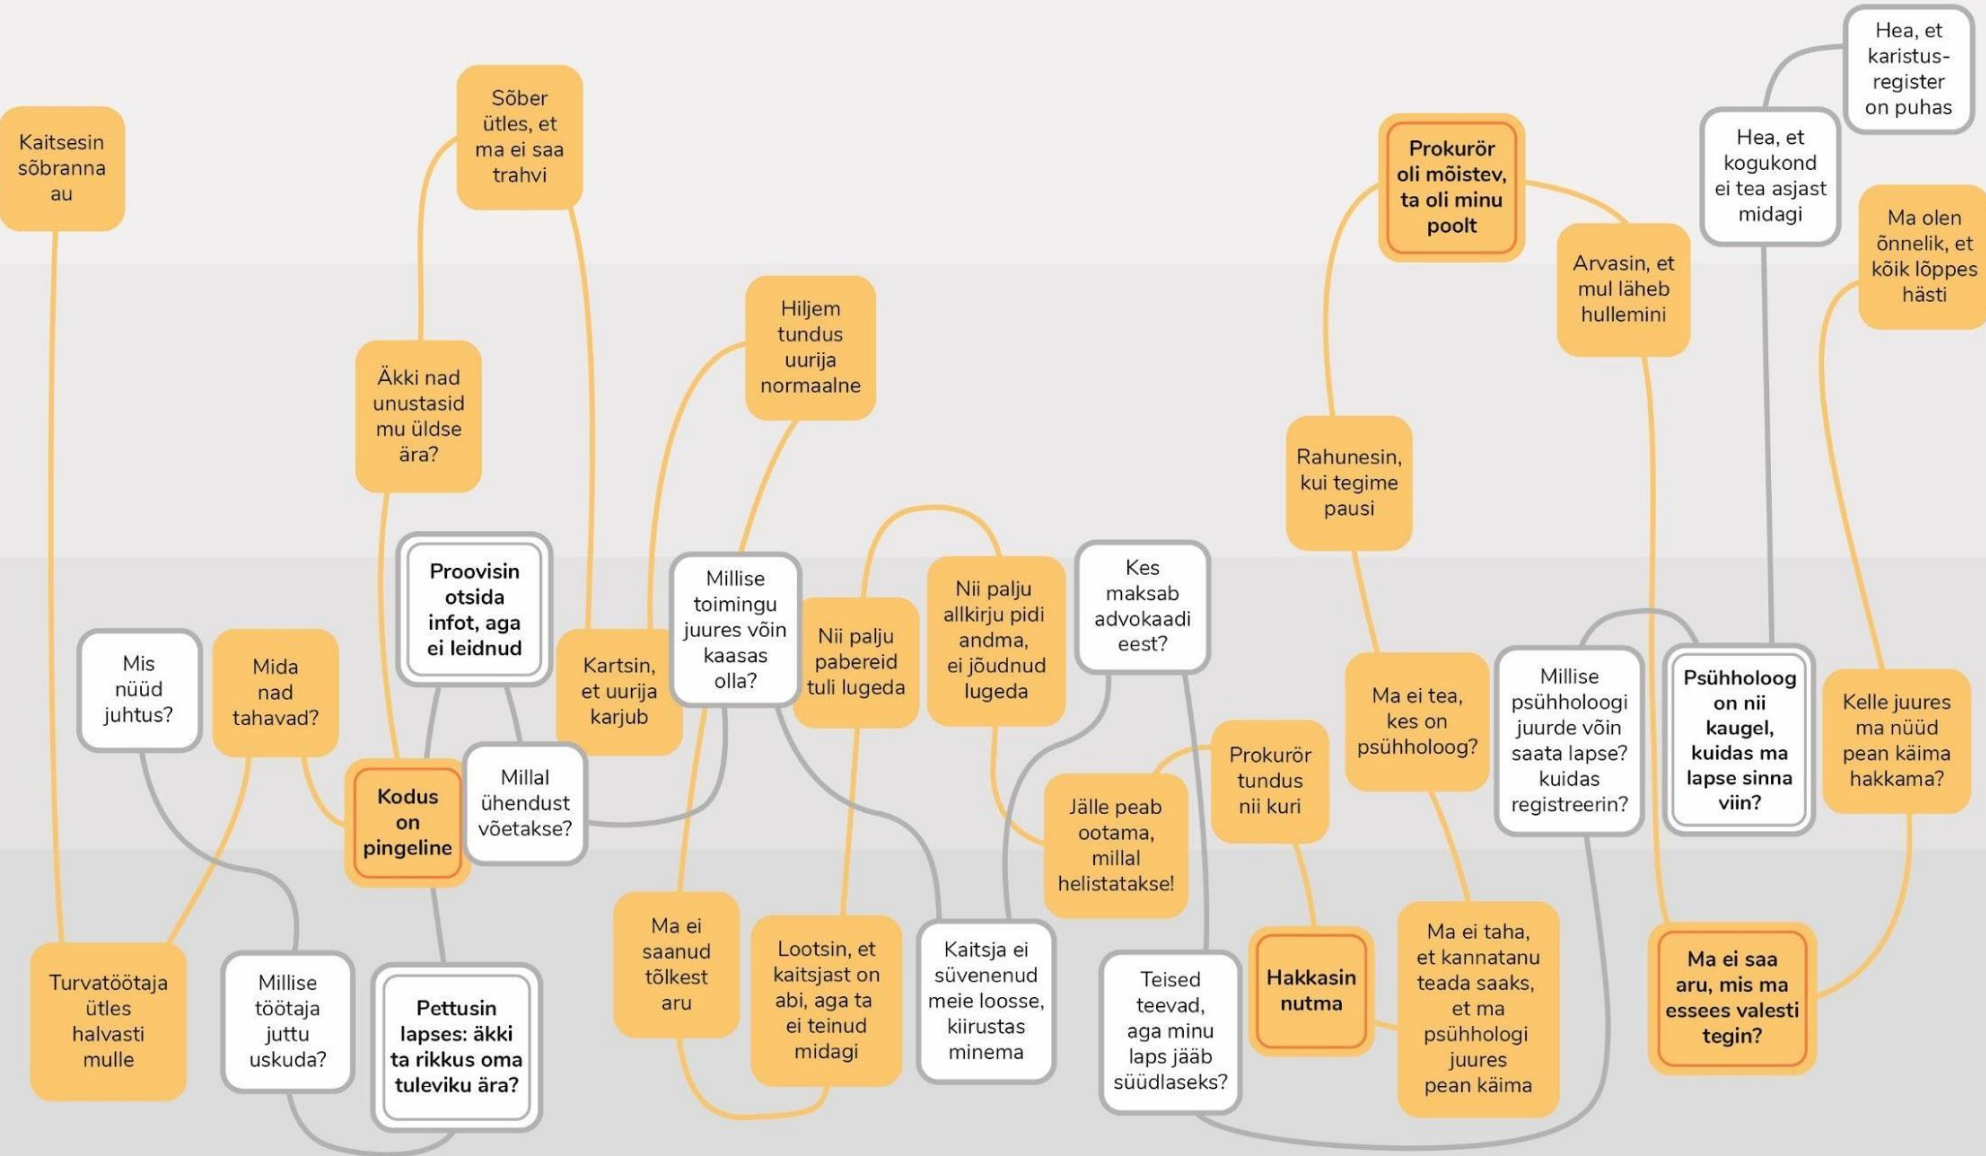 Kaitsesin
sõbranna
au
Turvatöötaja
ütles
halvasti
mulle
Mis
nüüd
juhtus?
Mida
nad
tahavad?
Millise
töötaja
juttu
uskuda?
Kodus
on
pingeline
Pettusin
lapses: äkki
ta rikkus oma
tuleviku ära?
Äkki nad
unustasid
mu üldse
ära?
Proovisin
otsida
infot, aga
ei leidnud
Sõber
ütles, et
ma ei saa
trahvi
Millal
ühendust
võetakse?
Kartsin,
et uurija
karjub
Hiljem
tundus
uurija
normaalne
Millise
toimingu
juures võin
kaasas
olla?
Ma ei
saanud
tõlkest
aru
Lootsin, et
kaitsjast on
abi, aga ta
ei teinud
midagi
Nii palju
pabereid
tuli lugeda
Nii palju
allkirju pidi
andma,
ei jõudnud
lugeda
Kaitsja ei
süvenenud
meie loosse,
kiirustas
minema
Kes
maksab
advokaadi
eest?
Jälle peab
ootama,
millal
helistatakse!
Teised
teevad,
aga minu
laps jääb
süüdlaseks?
Prokurör
tundus
nii kuri
Hakkasin
nutma
Ma ei taha,
et kannatanu
teada saaks,
et ma
psühhologi
juures
pean käima
Ma ei tea,
kes on
psühholoog?
Rahunesin,
kui tegime
pausi
Prokurör
oli mõistev,
ta oli minu
poolt
Arvasin, et
mul läheb
hullemini
Millise
psühholoogi
juurde võin
saata lapse?
kuidas
registreerin?
Psühholoog
on nii
kaugel,
kuidas ma
lapse sinna
viin?
Ma ei saa
aru, mis ma
essees valesti
tegin?
Kelle juures
ma nüüd
pean käima
hakkama?
Hea, et
kogukond
ei tea asjast
midagi
Hea, et
karistus-
register
on puhas
Ma olen
õnnelik, et
kõik lõppes
hästi